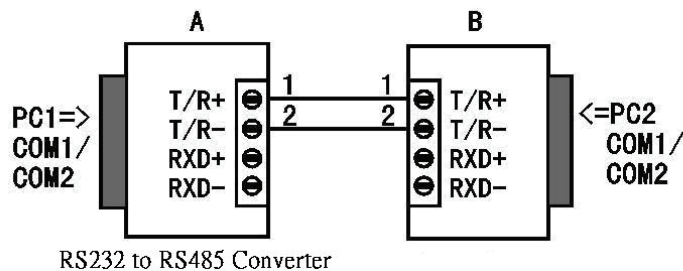 A
B
1 1
2 2
PC1=>
COM1/
COM2
T/R+
T/R-
RXD+
RXD-
T/R+
T/R-
RXD+
RXD-
<=PC2
COM1/
COM2
RS232 to RS485 Converter